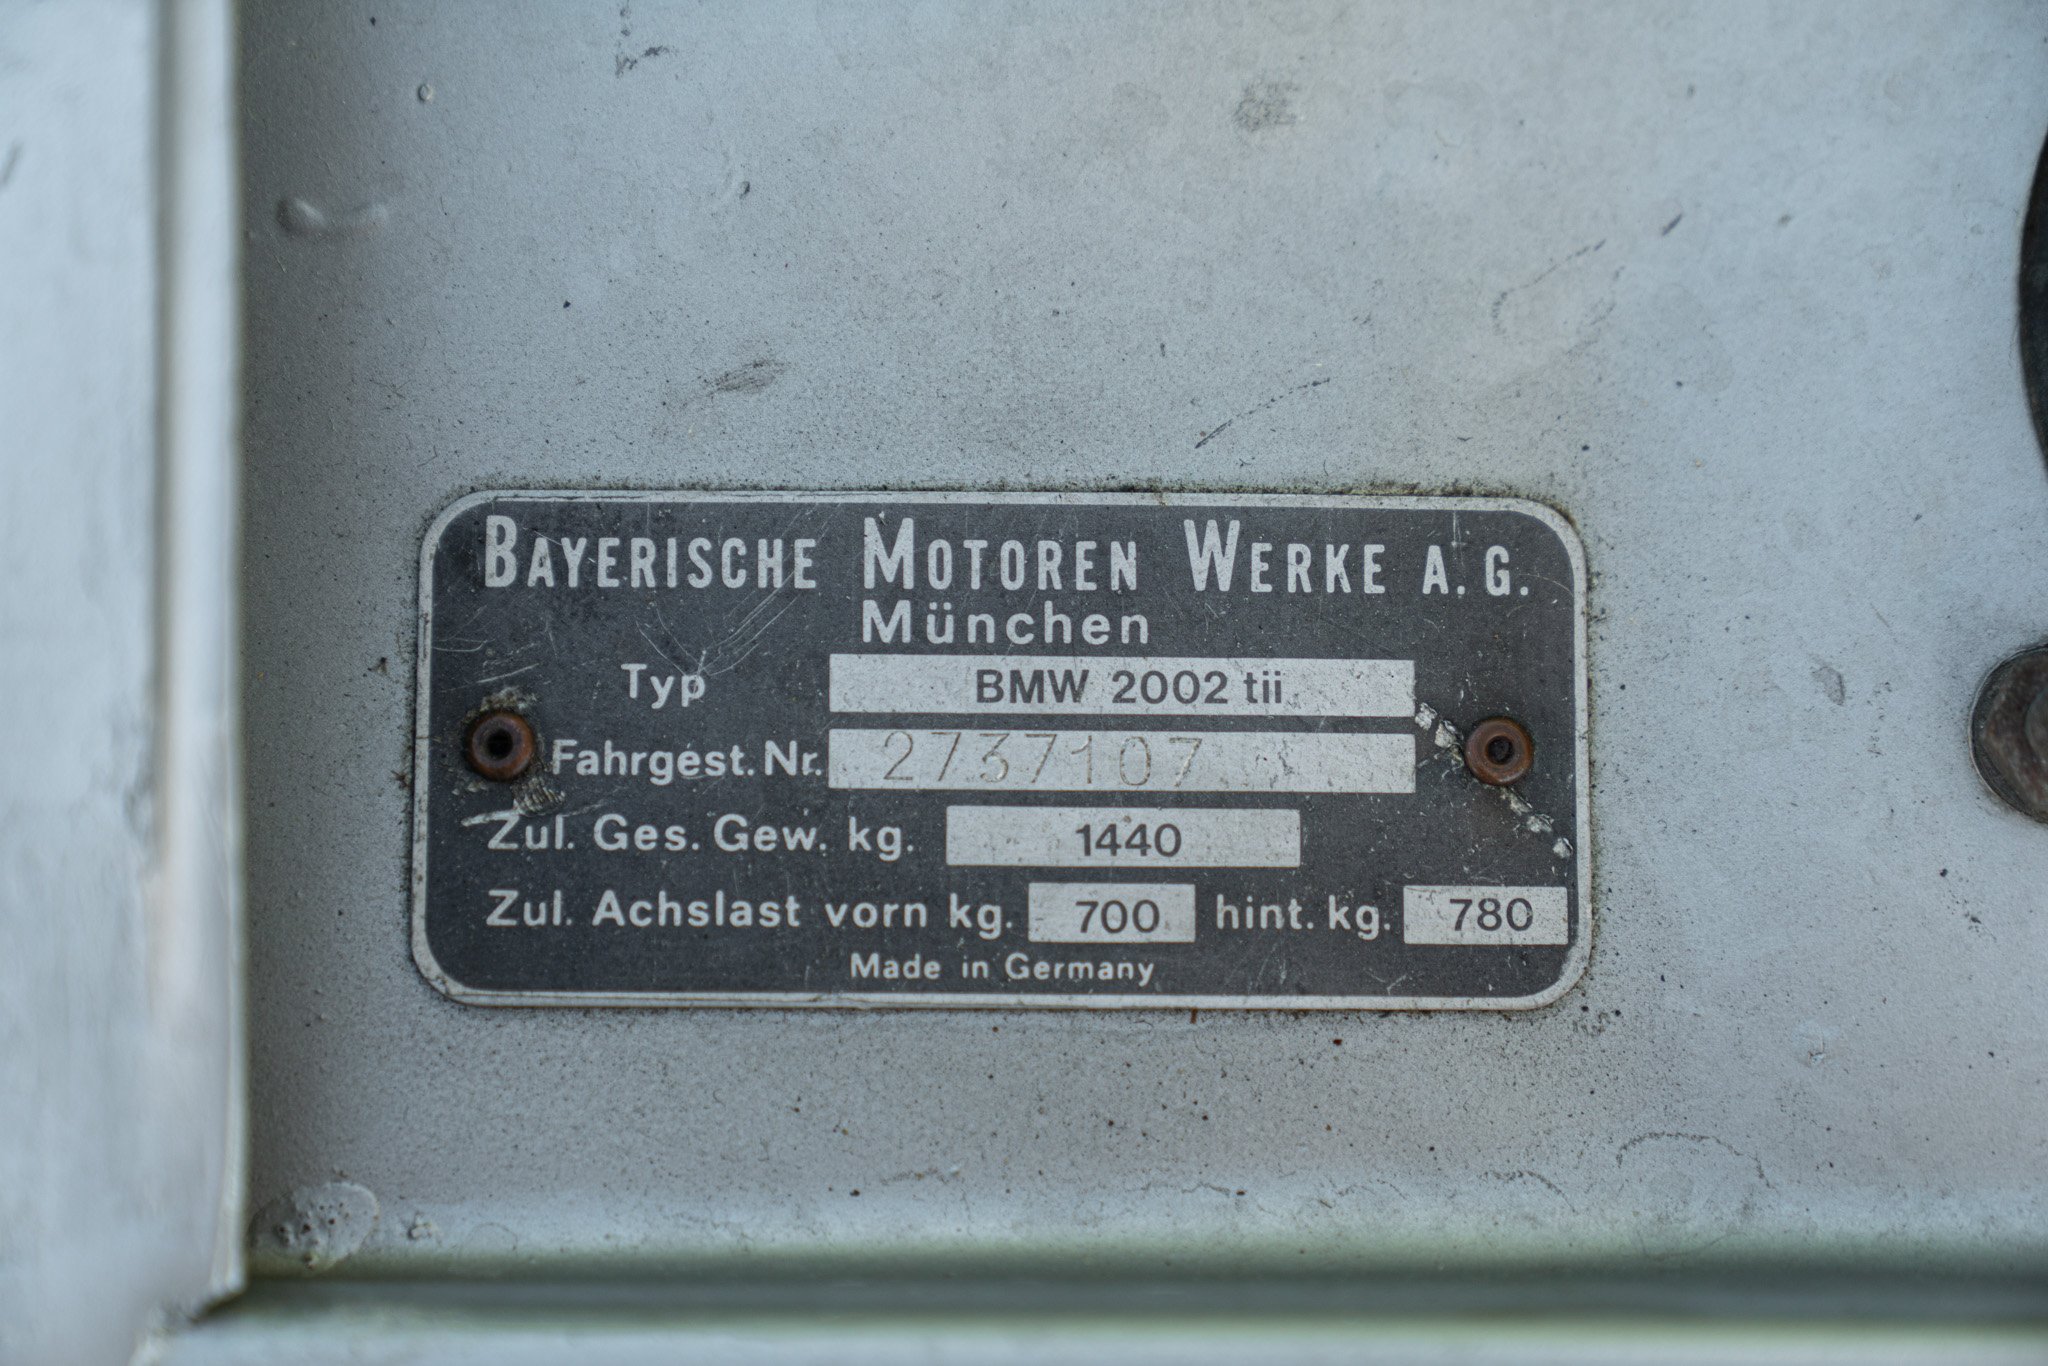 BAYERISCHE MOTOREN WERKE A.G.
München
Typ BMW 2002 tii
Fahrgest. Nr. 2737107
Zul. Ges. Gew. kg. 1440
Zul. Achslast vorn kg. 700 hint. kg. 780
Made in Germany